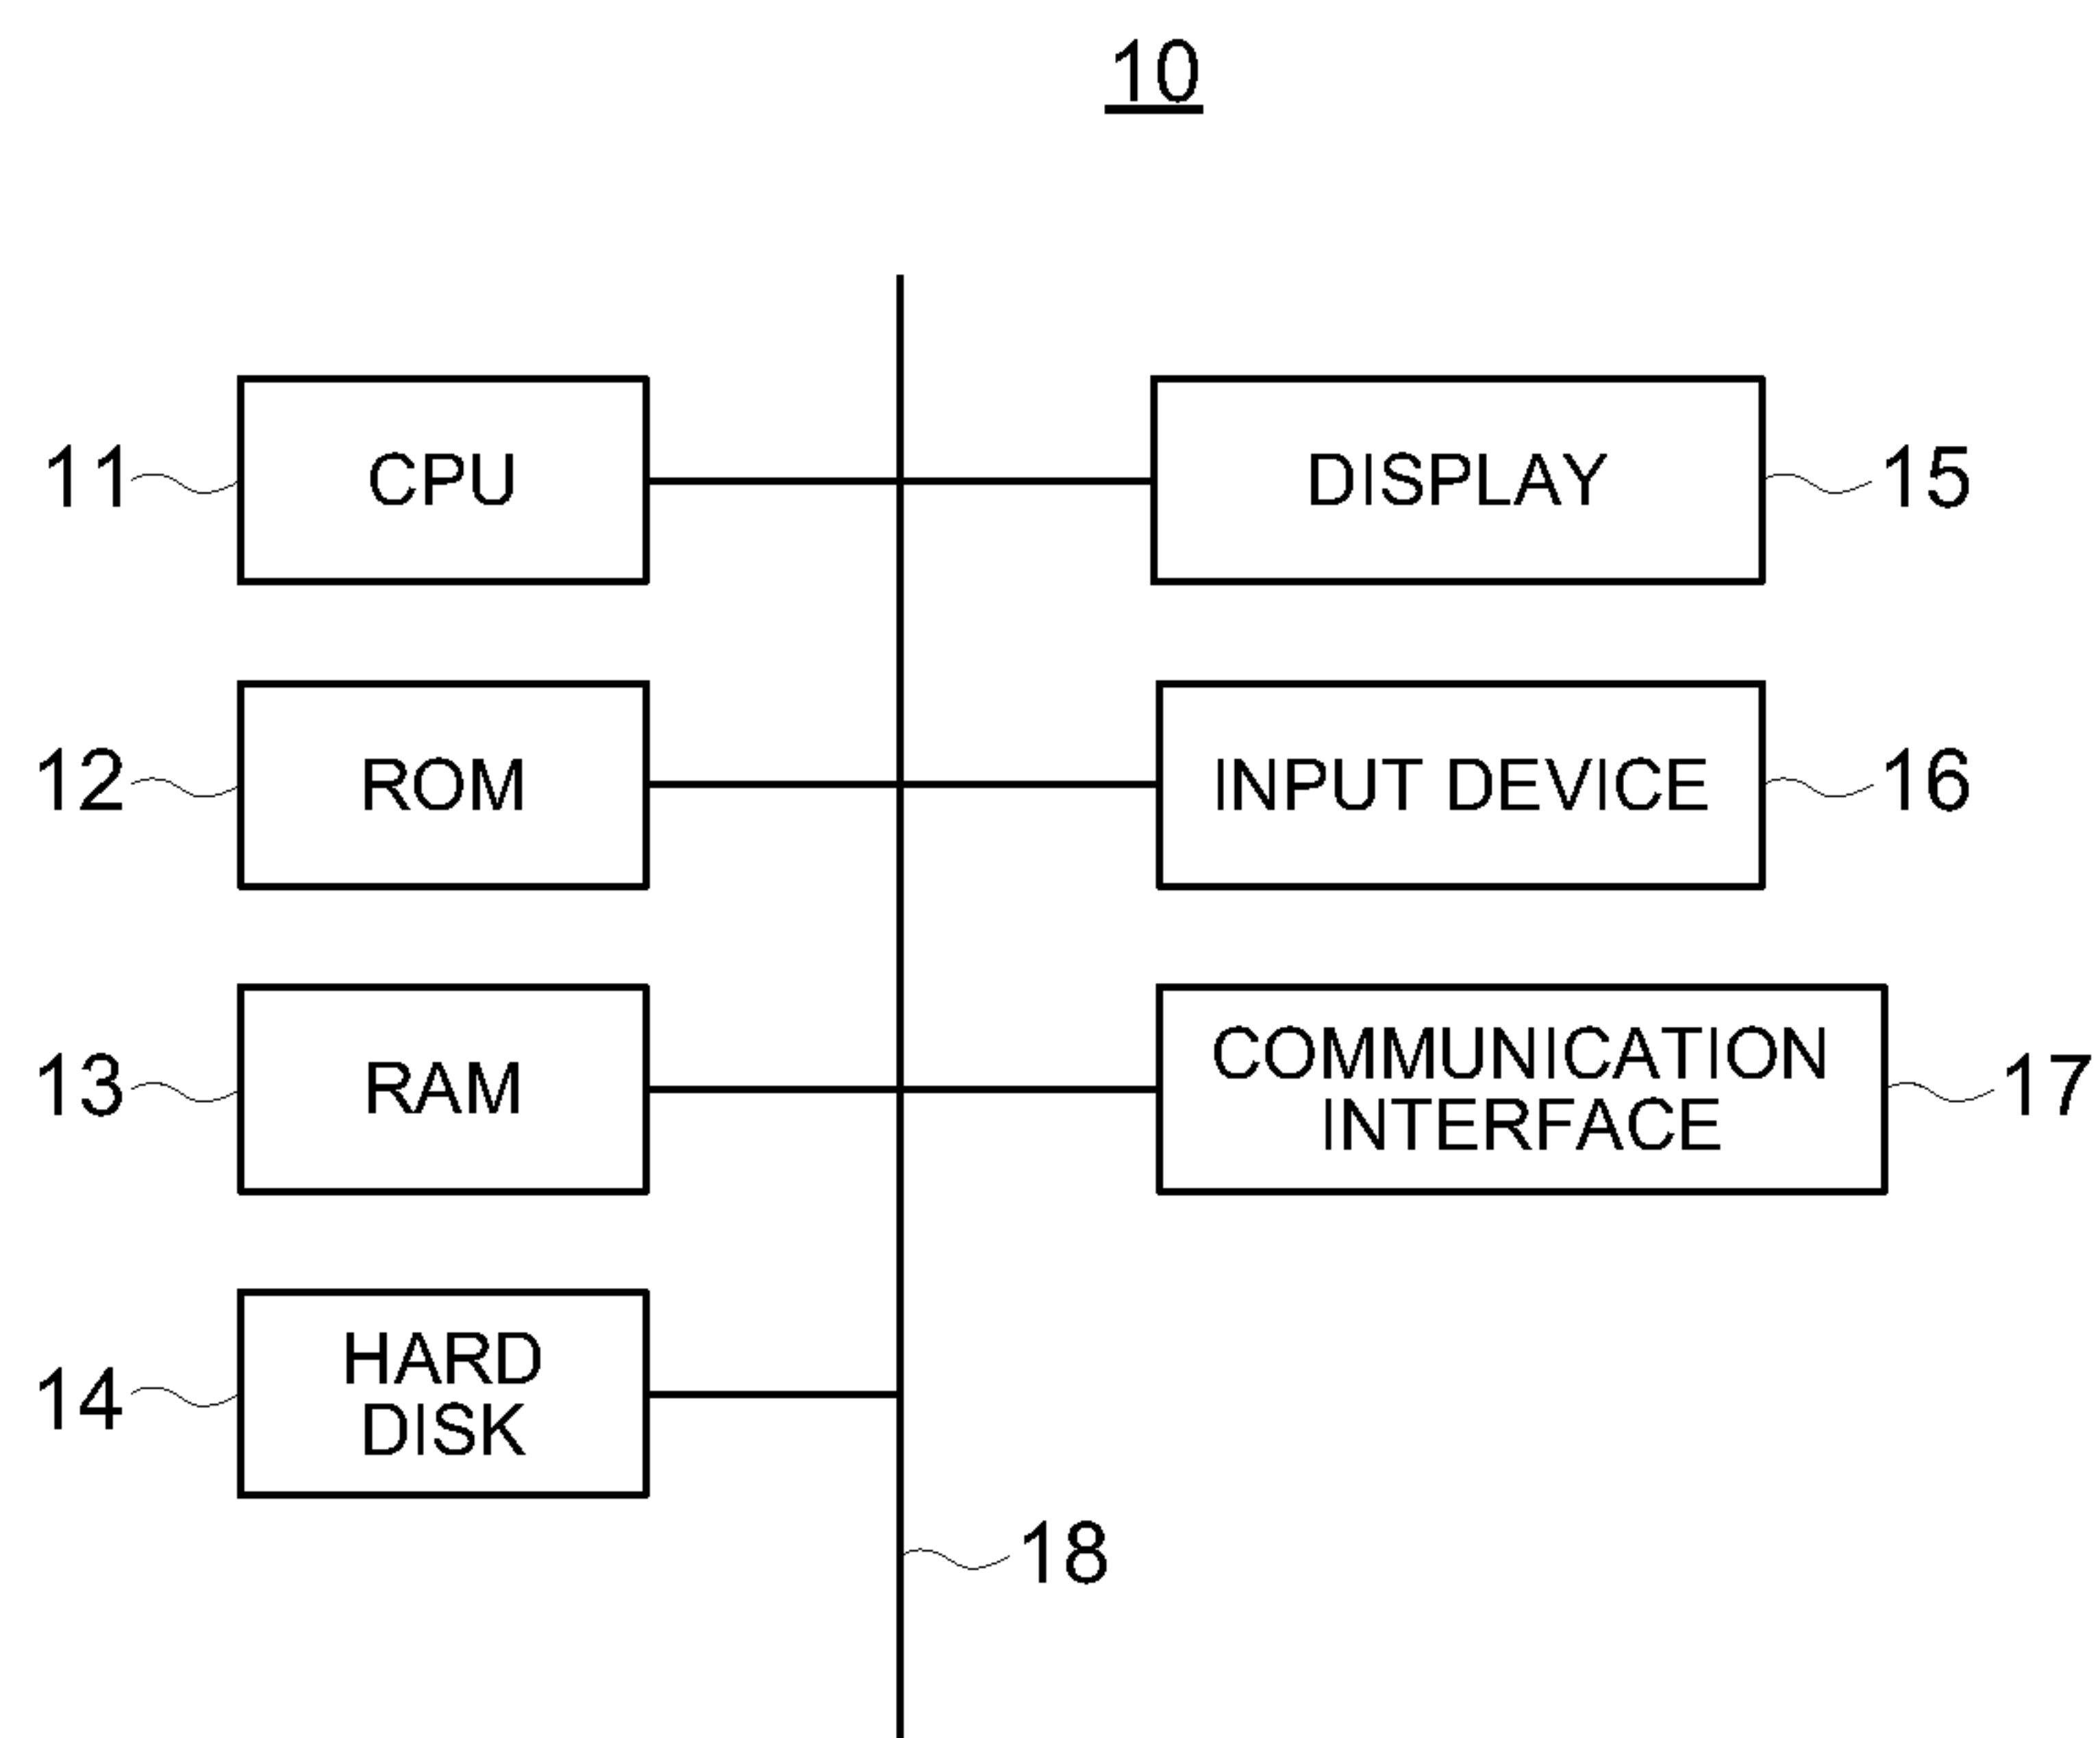 10
11
CPU
DISPLAY
15
12
ROM
INPUT DEVICE
16
13
RAM
COMMUNICATION
INTERFACE
17
14
HARD
DISK
18